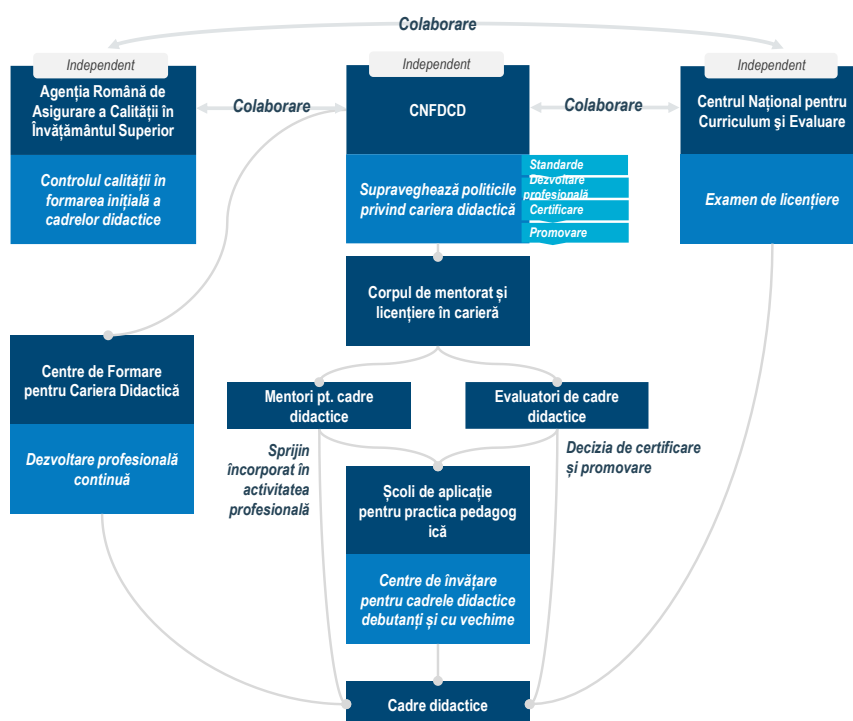 Colaborare
Independent
Agenția Română de
Asigurare a Calității în
Învățământul Superior
Controlul calității în
formarea inițială a
cadrelor didactice
Colaborare
Independent
CNFDCD
Supraveghează politicile
privind cariera didactică
Standarde
Dezvoltare
profesională
Certificare
Promovare
Colaborare
Independent
Centrul Național pentru
Curriculum şi Evaluare
Examen de licențiere
Corpul de mentorat și
licențiere în carieră
Centre de Formare
pentru Cariera Didactică
Dezvoltare profesională
continuă
Mentori pt. cadre
didactice
Evaluatori de cadre
didactice
Sprijin
încorporat în
activitatea
profesională
Decizia de certificare
și promovare
Școli de aplicație
pentru practica pedagog
ică
Centre de învățare
pentru cadrele didactice
debutanți și cu vechime
Cadre didactice